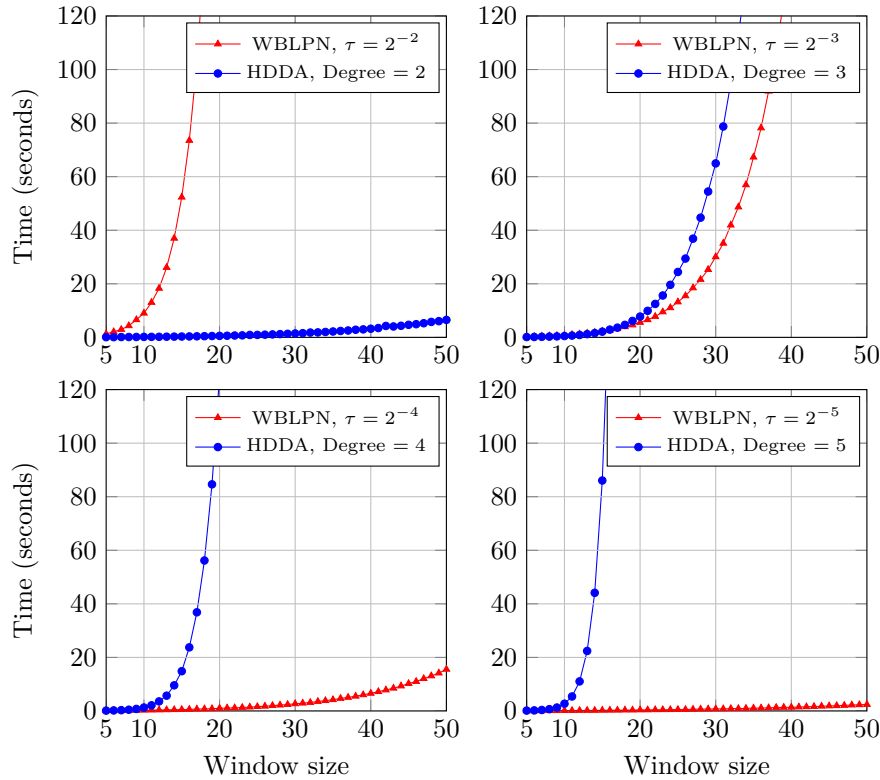 120
100
80
60
40
20
0
Time (seconds)
5 10 20 30 40 50
WBLPN, τ = 2⁻²
HDDA, Degree = 2
120
100
80
60
40
20
0
5 10 20 30 40 50
WBLPN, τ = 2⁻³
HDDA, Degree = 3
120
100
80
60
40
20
0
Time (seconds)
5 10 20 30 40 50
Window size
WBLPN, τ = 2⁻⁴
HDDA, Degree = 4
120
100
80
60
40
20
0
5 10 20 30 40 50
Window size
WBLPN, τ = 2⁻⁵
HDDA, Degree = 5